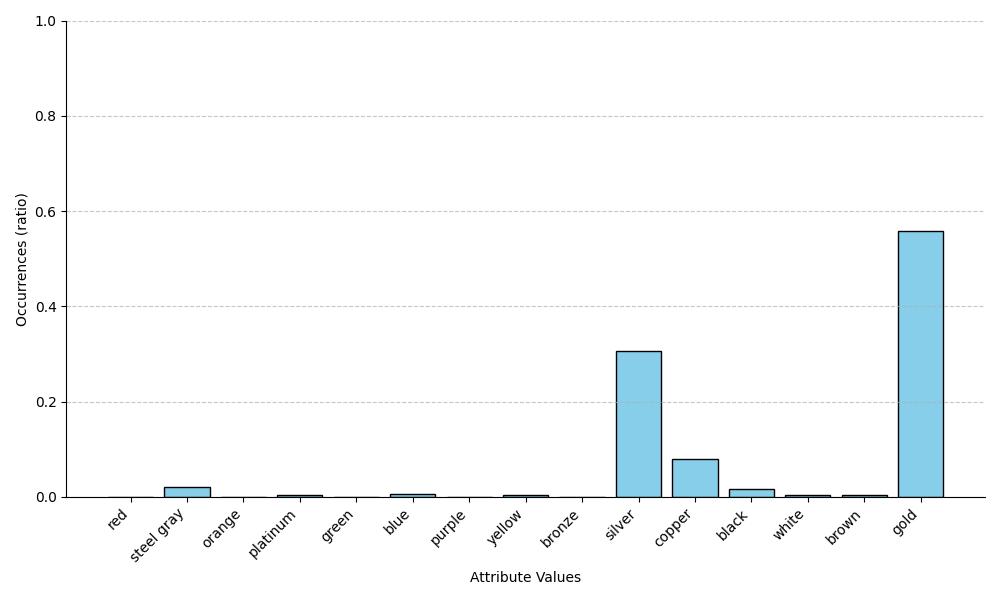 1.0
0.8
0.6
0.4
0.2
0.0
Occurrences (ratio)
red
steel gray
orange
platinum
green
blue
purple
yellow
bronze
silver
copper
black
white
brown
gold
Attribute Values